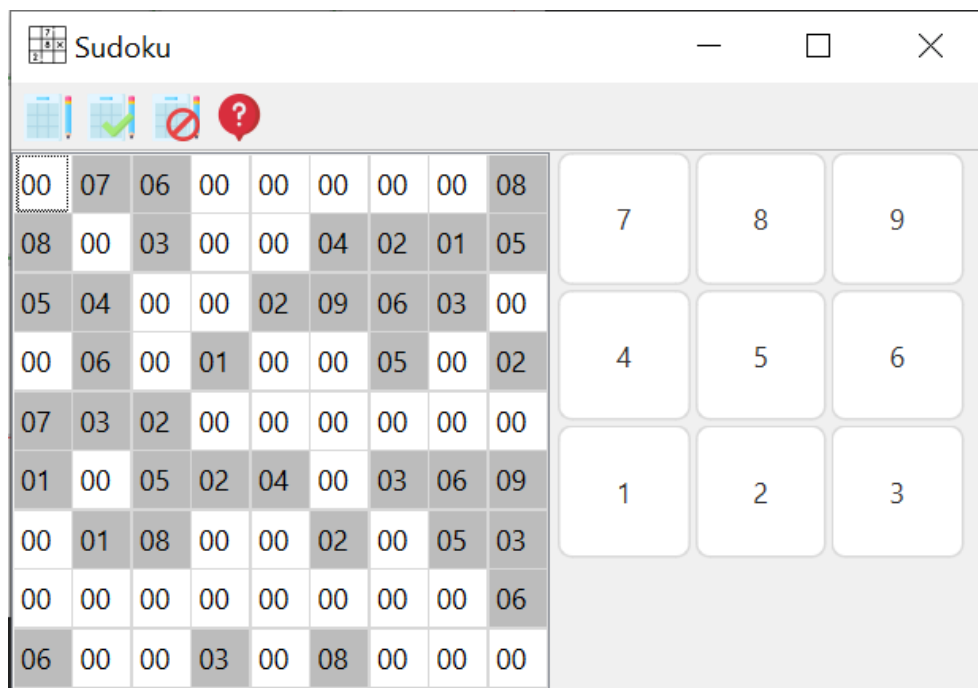 Sudoku
00 07 06 00 00 00 00 00 08
08 00 03 00 00 04 02 01 05
05 04 00 00 02 09 06 03 00
00 06 00 01 00 00 05 00 02
07 03 02 00 00 00 00 00 00
01 00 05 02 04 00 03 06 09
00 01 08 00 00 02 00 05 03
00 00 00 00 00 00 00 00 06
06 00 00 03 00 08 00 00 00
7 8 9
4 5 6
1 2 3